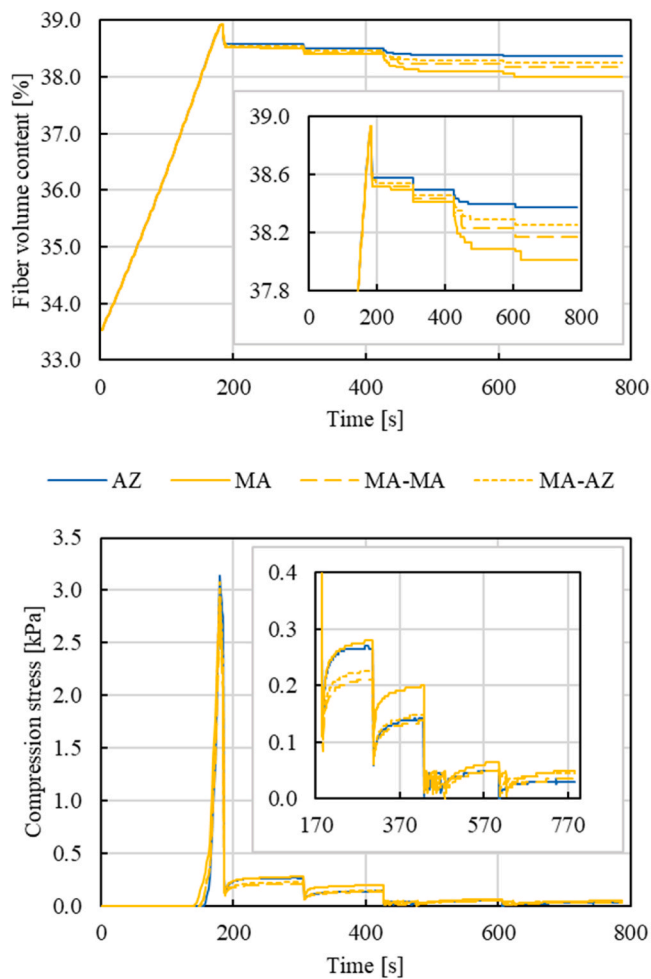 39.0
38.0
37.0
36.0
35.0
34.0
33.0
Fiber volume content [%]
39.0
38.6
38.2
37.8
0 200 400 600 800
0 200 400 600 800
Time [s]
AZ MA MA-MA MA-AZ
3.5
3.0
2.5
2.0
1.5
1.0
0.5
0.0
Compression stress [kPa]
0.4
0.3
0.2
0.1
0.0
170 370 570 770
0 200 400 600 800
Time [s]